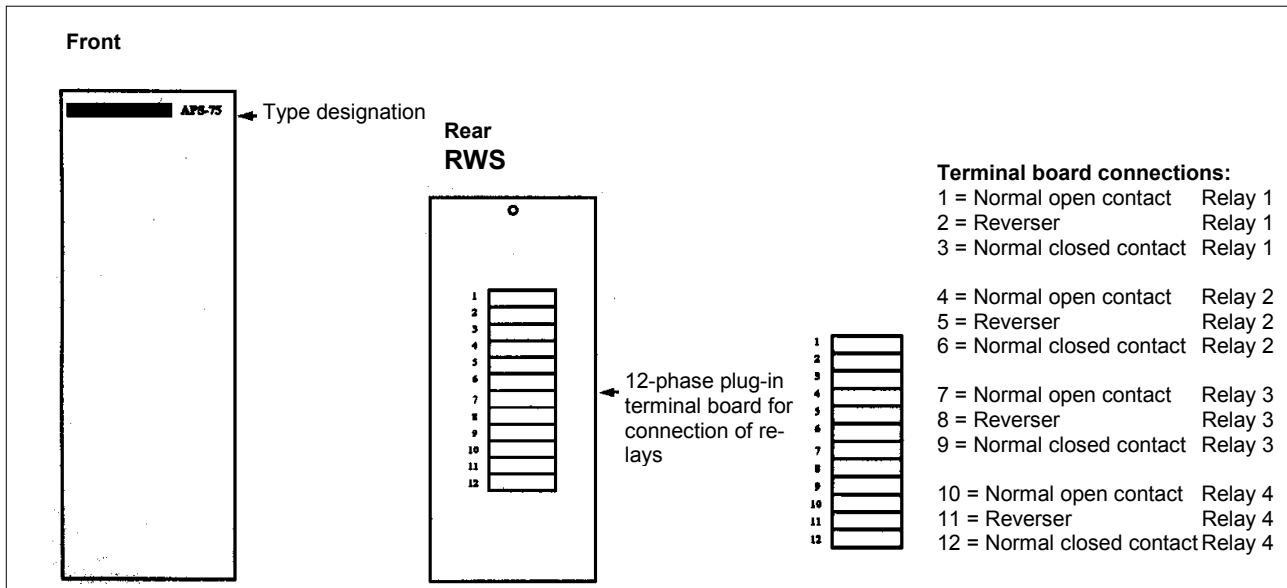 Front
APS-75
Type designation
Rear
RWS
1
2
3
4
5
6
7
8
9
10
11
12
12-phase plug-in
terminal board for
connection of re-
lays
1
2
3
4
5
6
7
8
9
10
11
12
Terminal board connections:
1 = Normal open contact Relay 1
2 = Reverser Relay 1
3 = Normal closed contact Relay 1
4 = Normal open contact Relay 2
5 = Reverser Relay 2
6 = Normal closed contact Relay 2
7 = Normal open contact Relay 3
8 = Reverser Relay 3
9 = Normal closed contact Relay 3
10 = Normal open contact Relay 4
11 = Reverser Relay 4
12 = Normal closed contact Relay 4